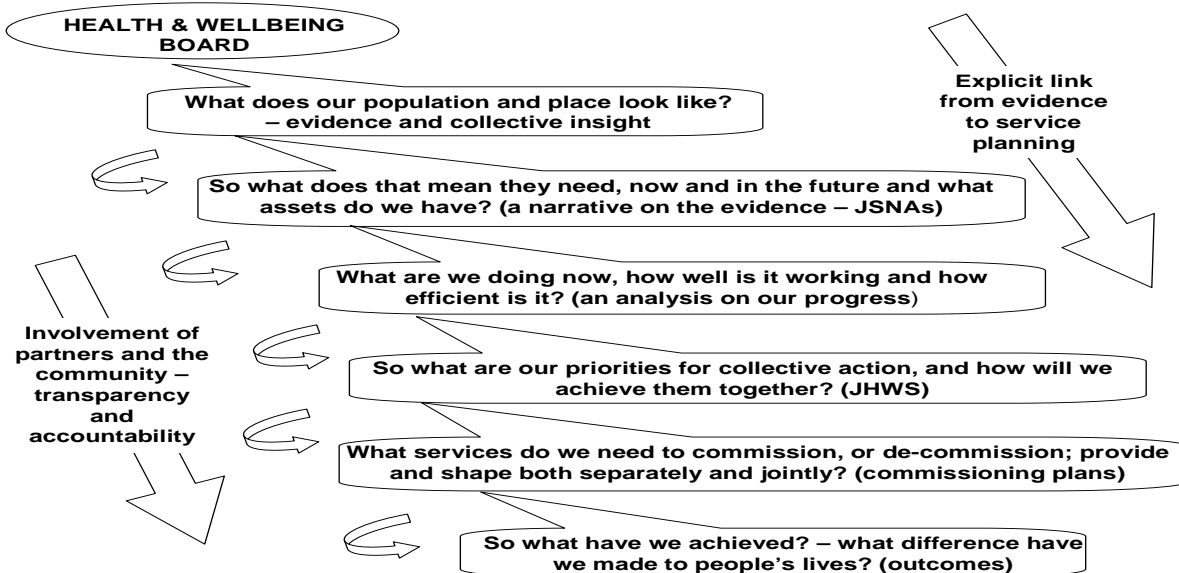 HEALTH & WELLBEING
BOARD
What does our population and place look like?
– evidence and collective insight
Explicit link
from evidence
to service
planning
So what does that mean they need, now and in the future and what
assets do we have? (a narrative on the evidence – JSNAs)
What are we doing now, how well is it working and how
efficient is it? (an analysis on our progress)
Involvement of
partners and the
community –
transparency
and
accountability
So what are our priorities for collective action, and how will we
achieve them together? (JHWS)
What services do we need to commission, or de-commission; provide
and shape both separately and jointly? (commissioning plans)
So what have we achieved? – what difference have
we made to people’s lives? (outcomes)